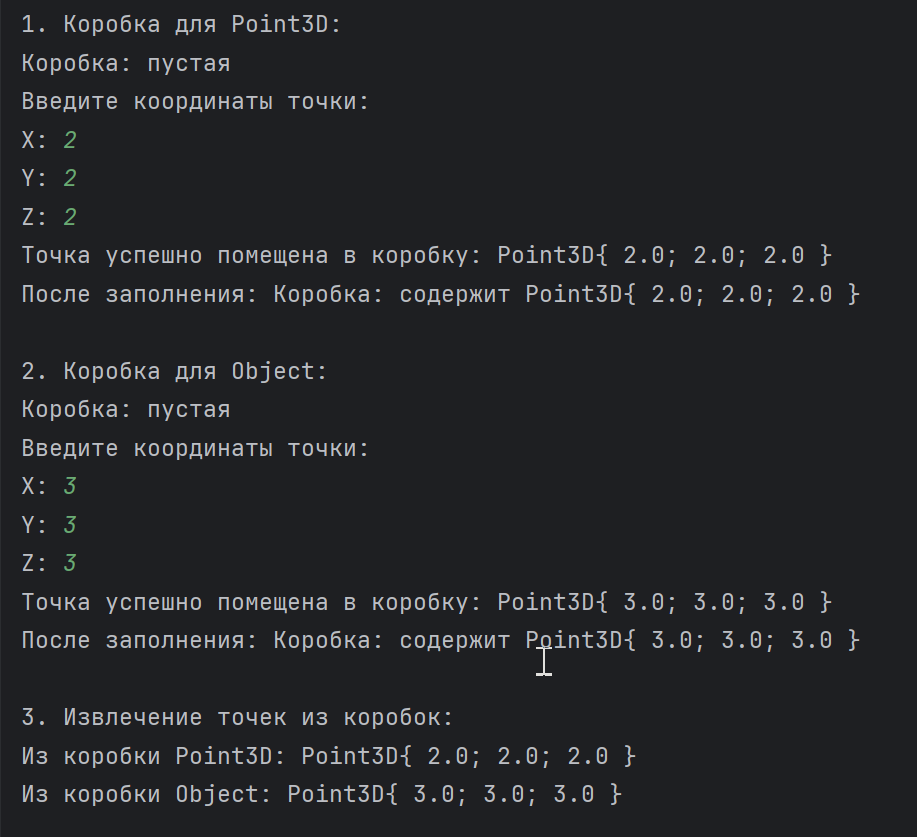 1. Коробка для Point3D:
Коробка: пустая
Введите координаты точки:
X: 2
Y: 2
Z: 2
Точка успешно помещена в коробку: Point3D{ 2.0; 2.0; 2.0 }
После заполнения: Коробка: содержит Point3D{ 2.0; 2.0; 2.0 }
2. Коробка для Object:
Коробка: пустая
Введите координаты точки:
X: 3
Y: 3
Z: 3
Точка успешно помещена в коробку: Point3D{ 3.0; 3.0; 3.0 }
После заполнения: Коробка: содержит Point3D{ 3.0; 3.0; 3.0 }
3. Извлечение точек из коробок:
Из коробки Point3D: Point3D{ 2.0; 2.0; 2.0 }
Из коробки Object: Point3D{ 3.0; 3.0; 3.0 }